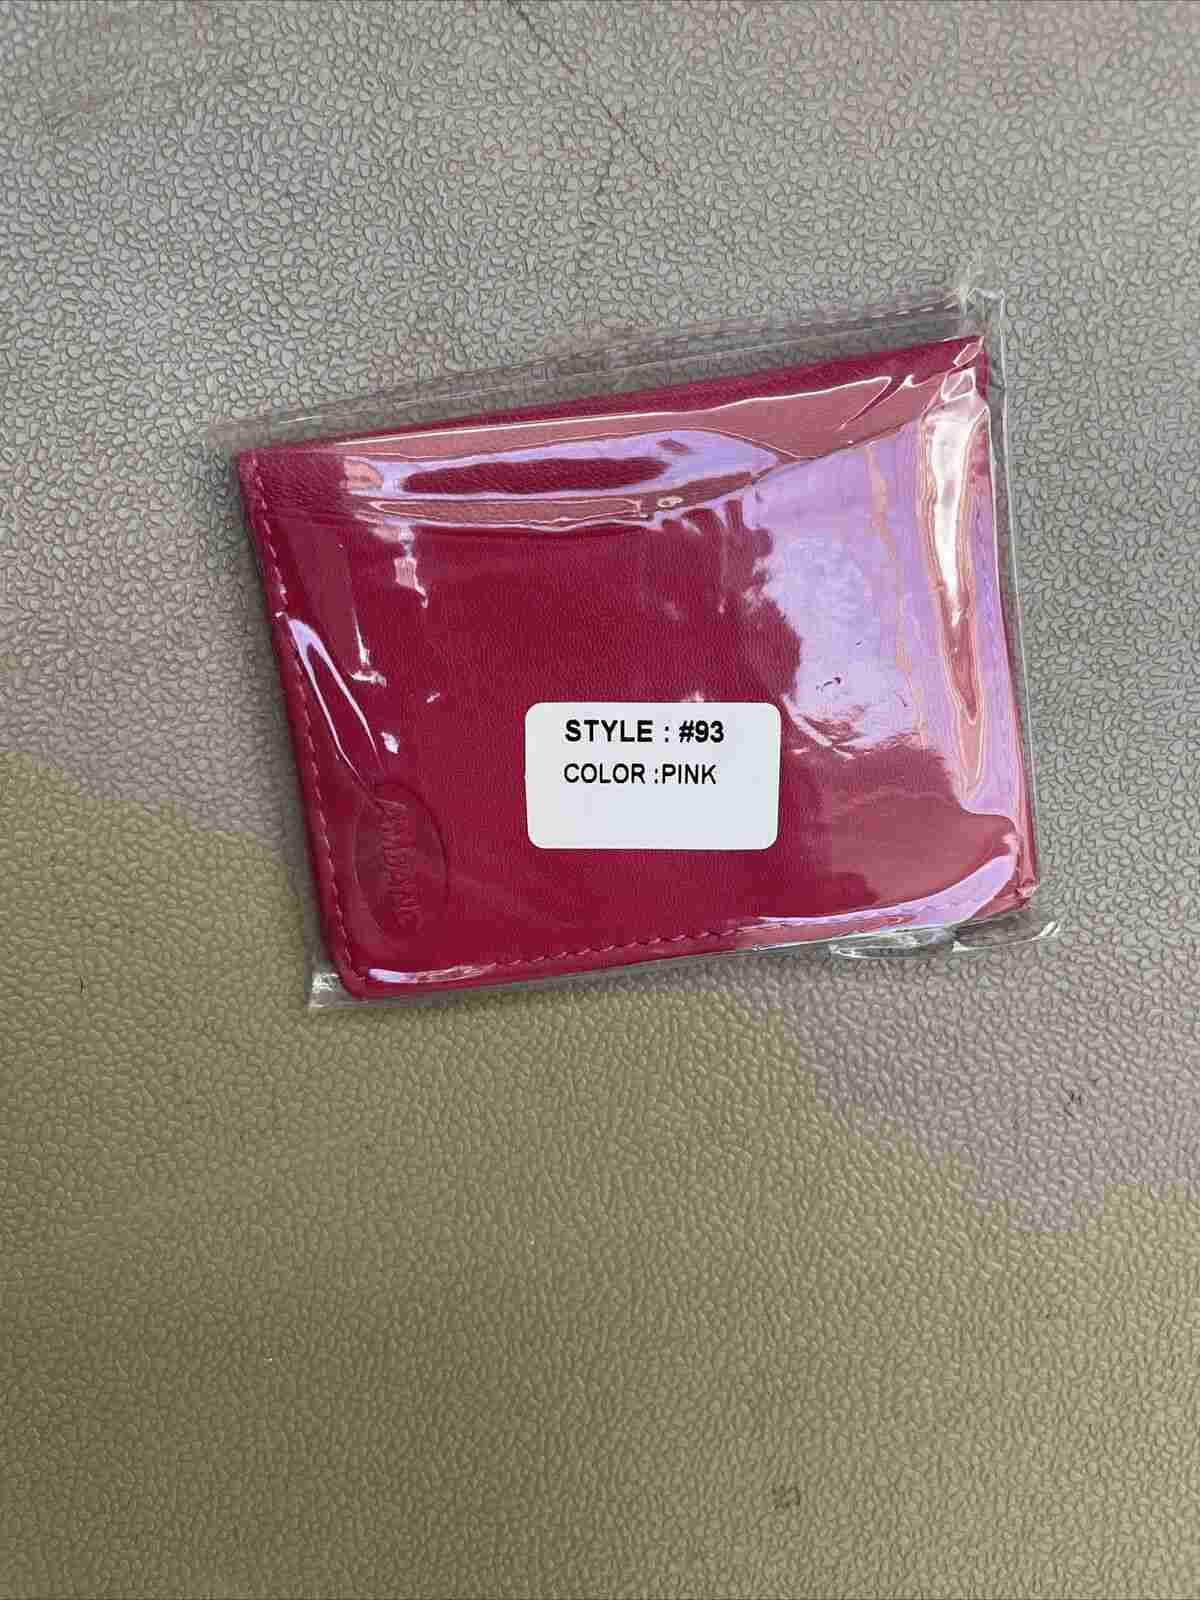 STYLE : #93
COLOR :PINK